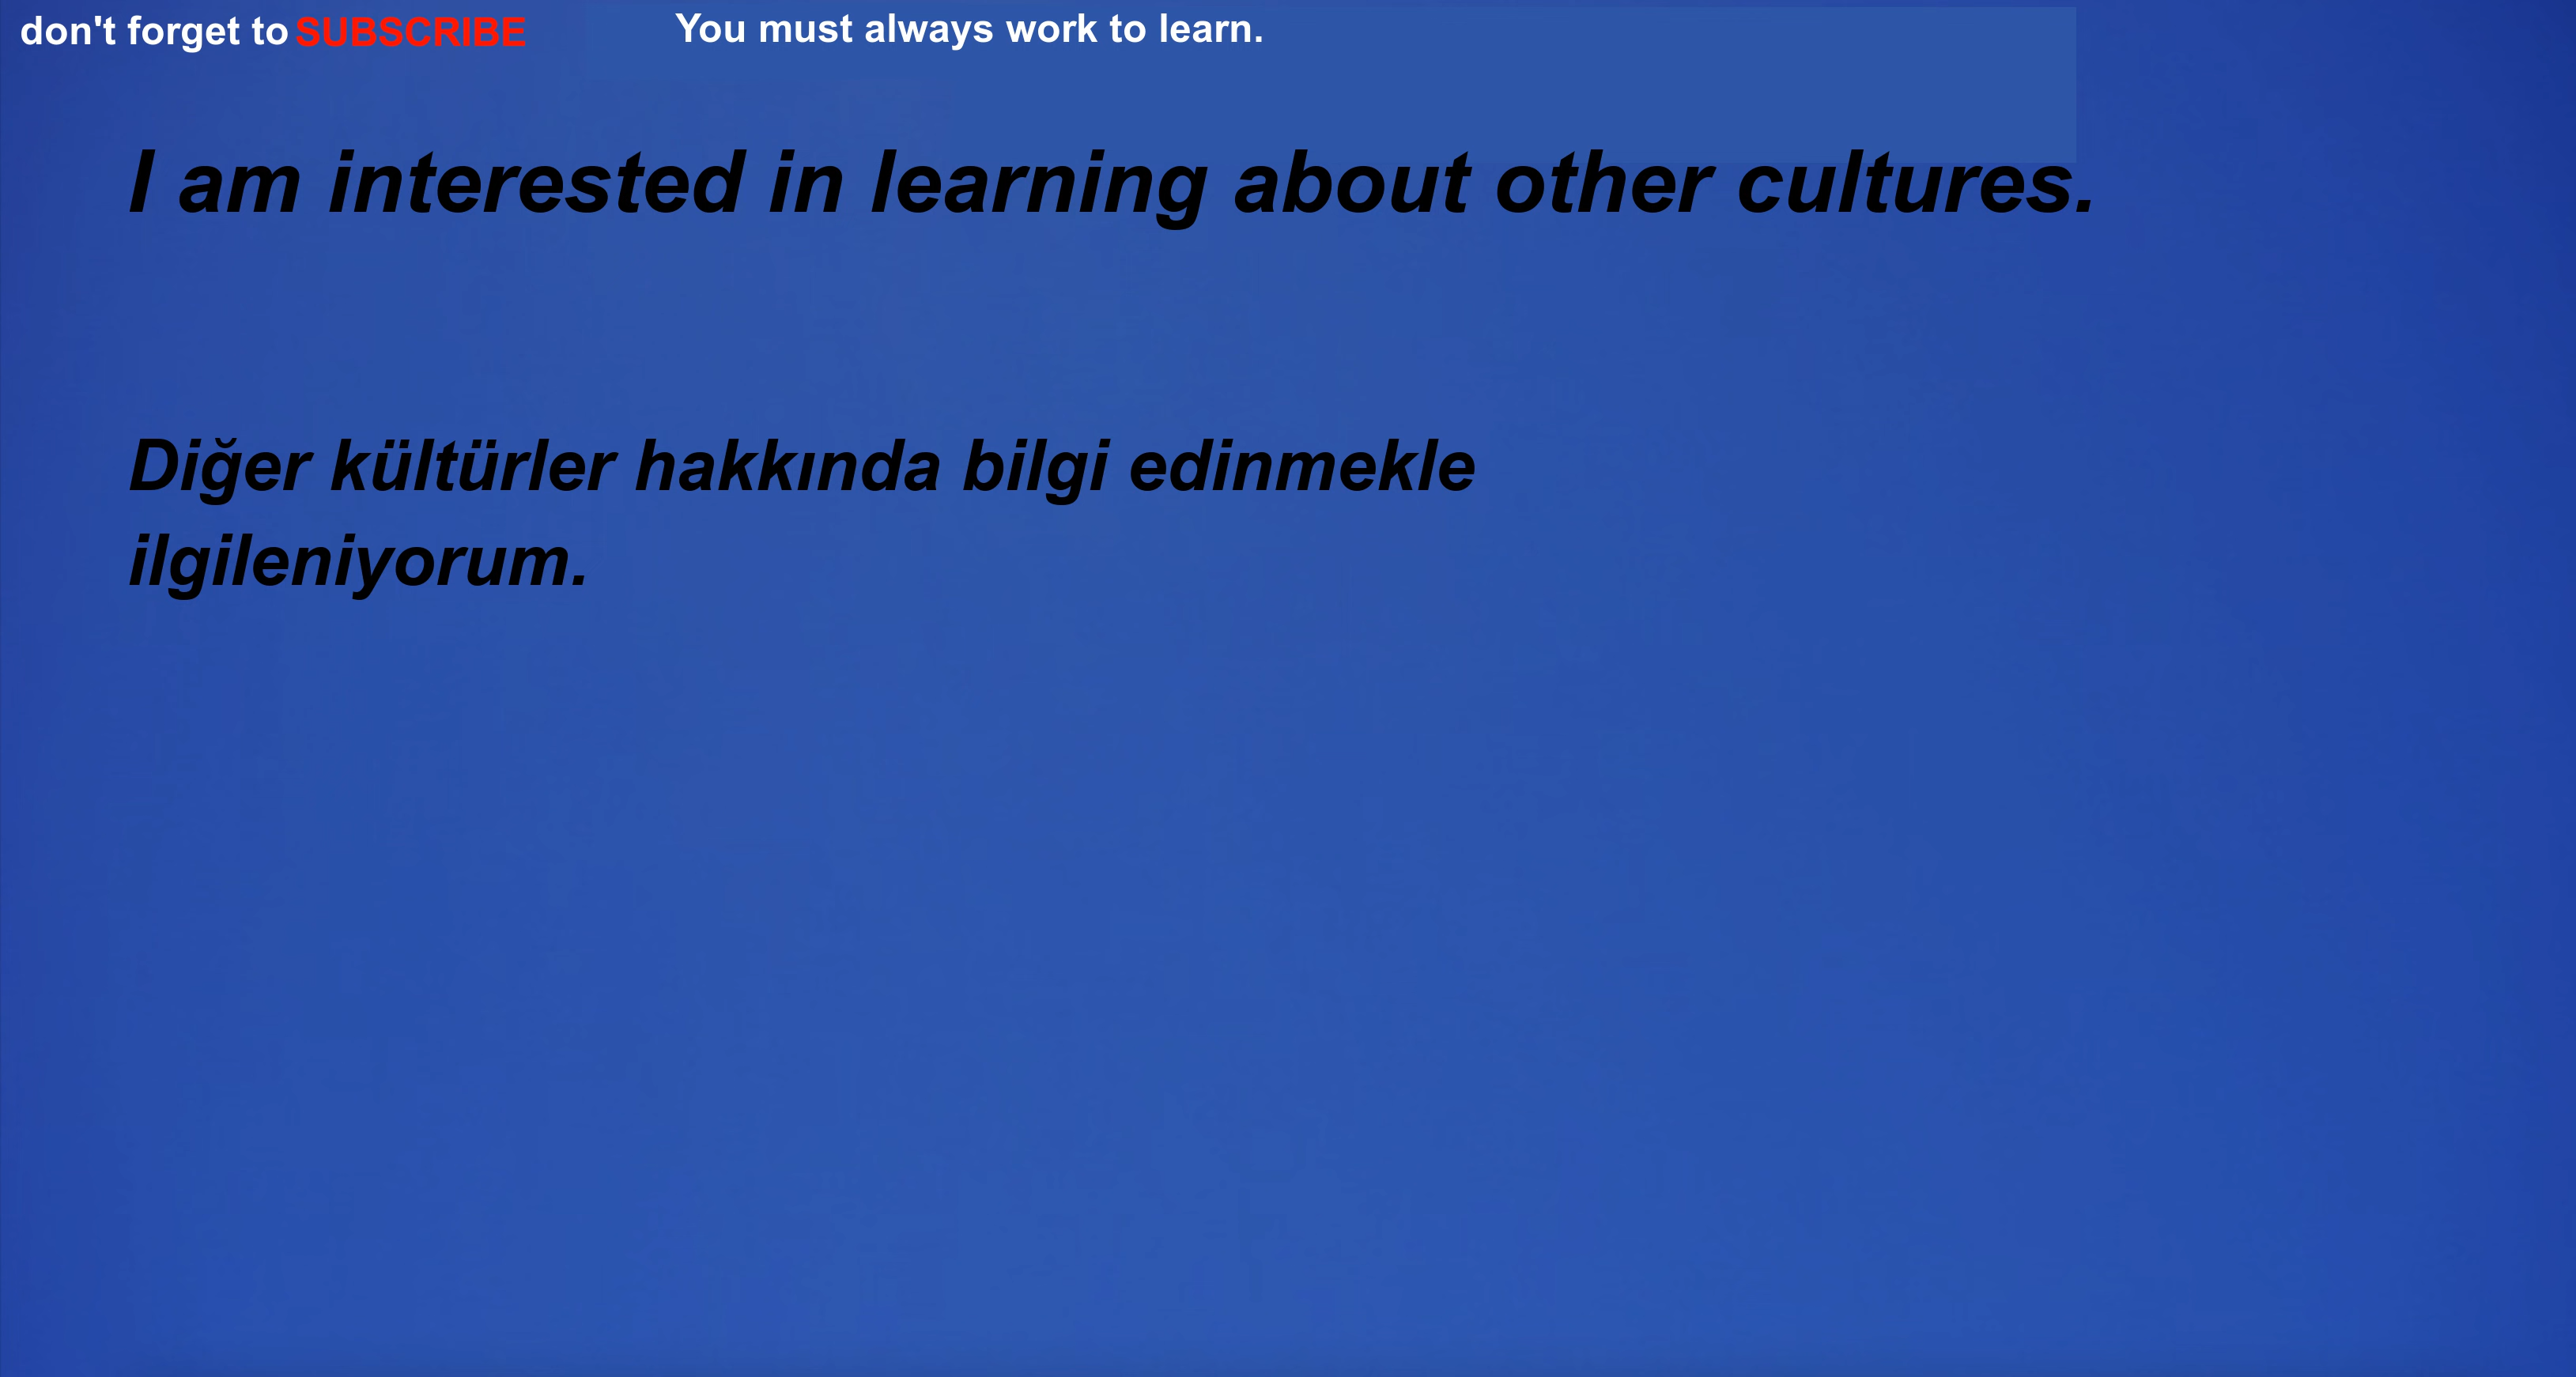 don't forget to SUBSCRIBE You must always work to learn.
I am interested in learning about other cultures.
Diğer kültürler hakkında bilgi edinmekle
ilgileniyorum.